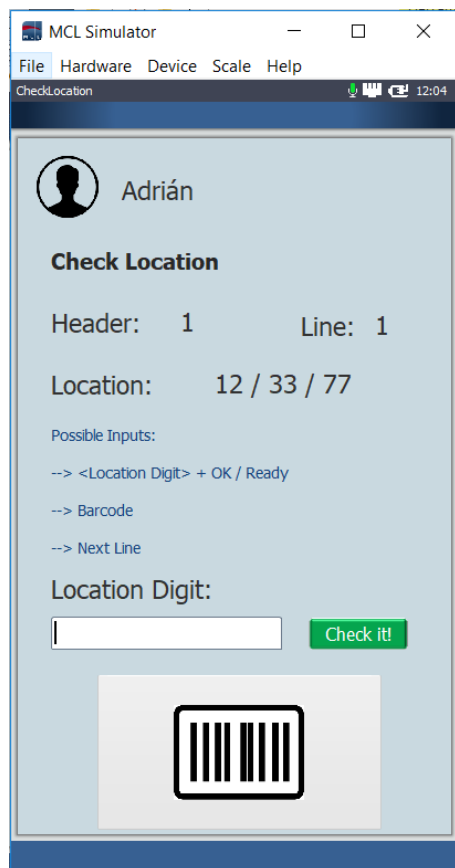 MCL Simulator
File Hardware Device Scale Help
CheckLocation 12:04
Adrián
Check Location
Header: 1 Line: 1
Location: 12 / 33 / 77
Possible Inputs:
--> <Location Digit> + OK / Ready
--> Barcode
--> Next Line
Location Digit:
Check it!